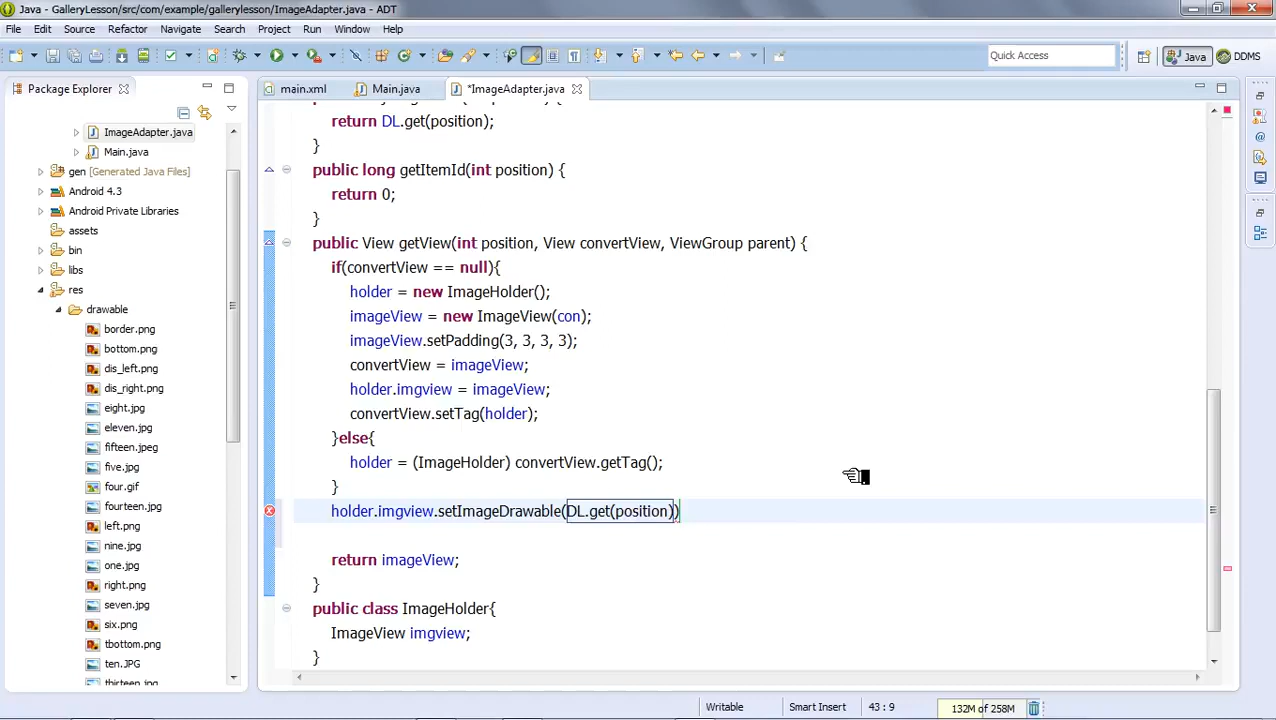 Java - GalleryLesson/src/com/example/gallerylesson/ImageAdapter.java - ADT
File Edit Source Refactor Navigate Search Project Run Window Help
Quick Access
Java
DDMS
Package Explorer
main.xml
Main.java
*ImageAdapter.java
ImageAdapter.java
Main.java
gen [Generated Java Files]
Android 4.3
Android Private Libraries
assets
bin
libs
res
drawable
border.png
bottom.png
dis_left.png
dis_right.png
eight.jpg
eleven.jpg
fifteen.jpeg
five.jpg
four.gif
fourteen.jpg
left.png
nine.jpg
one.jpg
right.png
seven.jpg
six.png
tbottom.png
ten.JPG
thirteen.jpg
return DL.get(position);
}
public long getItemId(int position) {
return 0;
}
public View getView(int position, View convertView, ViewGroup parent) {
if(convertView == null){
holder = new ImageHolder();
imageView = new ImageView(con);
imageView.setPadding(3, 3, 3, 3);
convertView = imageView;
holder.imgview = imageView;
convertView.setTag(holder);
}else{
holder = (ImageHolder) convertView.getTag();
}
holder.imgview.setImageDrawable(DL.get(position))
return imageView;
}
public class ImageHolder{
ImageView imgview;
}
Writable
Smart Insert
43 : 9
132M of 258M